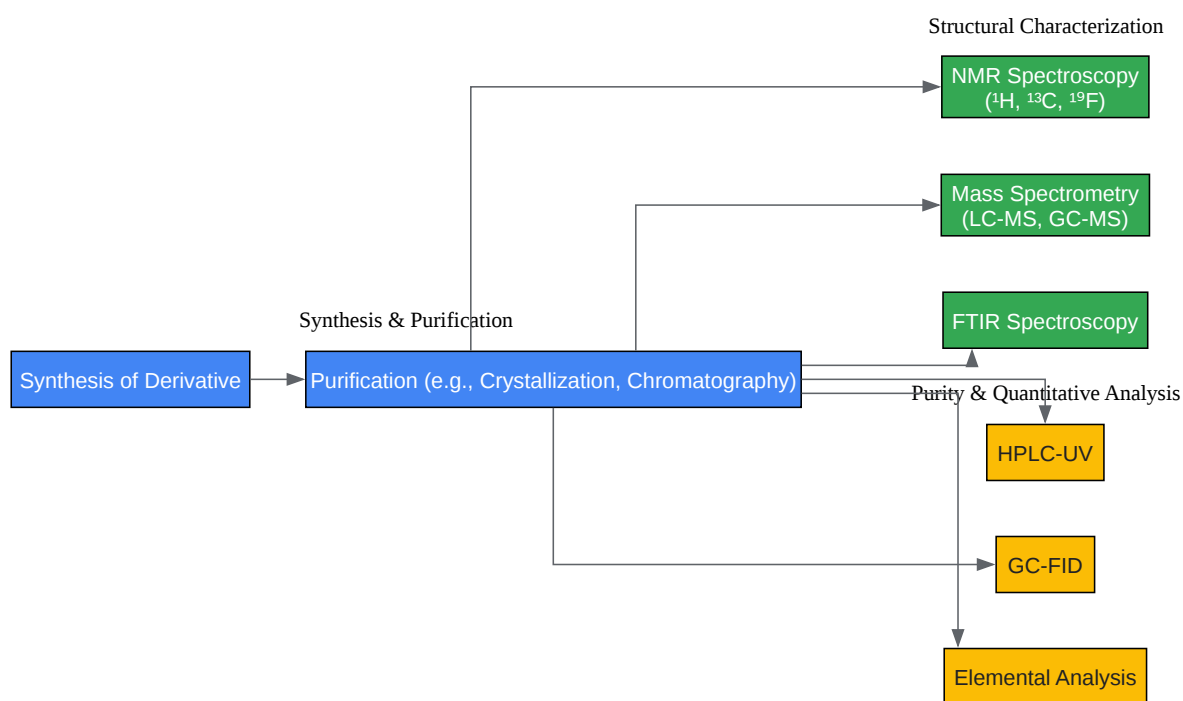 Structural Characterization
NMR Spectroscopy
(¹H, ¹³C, ¹⁹F)
Mass Spectrometry
(LC-MS, GC-MS)
FTIR Spectroscopy
Synthesis & Purification
Synthesis of Derivative
Purification (e.g., Crystallization, Chromatography)
Purity & Quantitative Analysis
HPLC-UV
GC-FID
Elemental Analysis